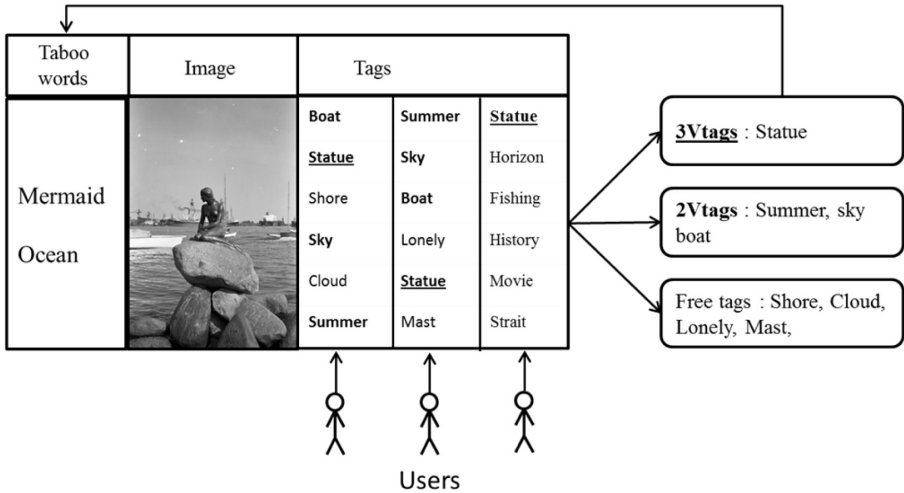 Taboo
words
Image
Tags
Mermaid
Ocean
Boat
Statue
Shore
Sky
Cloud
Summer
Summer
Sky
Boat
Lonely
Statue
Mast
Statue
Horizon
Fishing
History
Movie
Strait
3Vtags : Statue
2Vtags : Summer, sky
boat
Free tags : Shore, Cloud,
Lonely, Mast,
Users